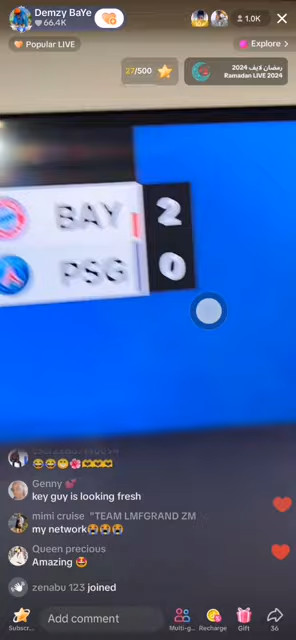 Demzy BaYe
66.4K
1.0K
Popular LIVE
Explore >
27/500
رمضان لايف 2024
Ramadan LIVE 2024
BAY 2
PSG 0
Genny
key guy is looking fresh
mimi cruise "TEAM LMFGRAND ZM
my network
Queen precious
Amazing
zenabu 123 joined
Subscr...
Add comment
Multi-g...
Recharge
Gift
36